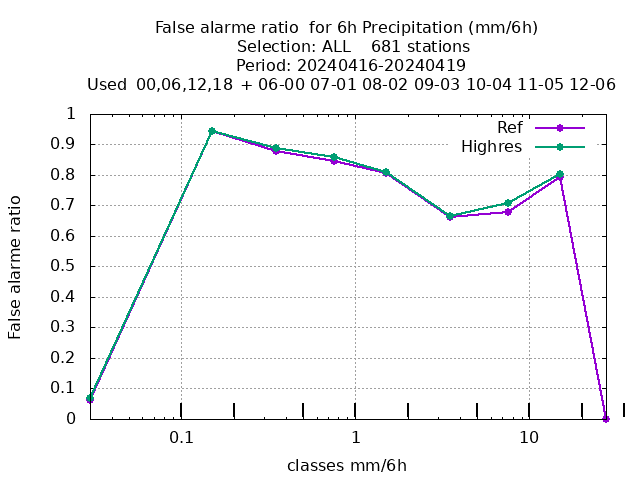 False alarme ratio  for 6h Precipitation (mm/6h)
Selection: ALL    681 stations
Period: 20240416-20240419
Used  00,06,12,18  + 06-00 07-01 08-02 09-03 10-04 11-05 12-06
Ref
Highres
1
0.9
0.8
0.7
0.6
0.5
0.4
0.3
0.2
0.1
0
False alarme ratio
0.1 1 10
classes mm/6h